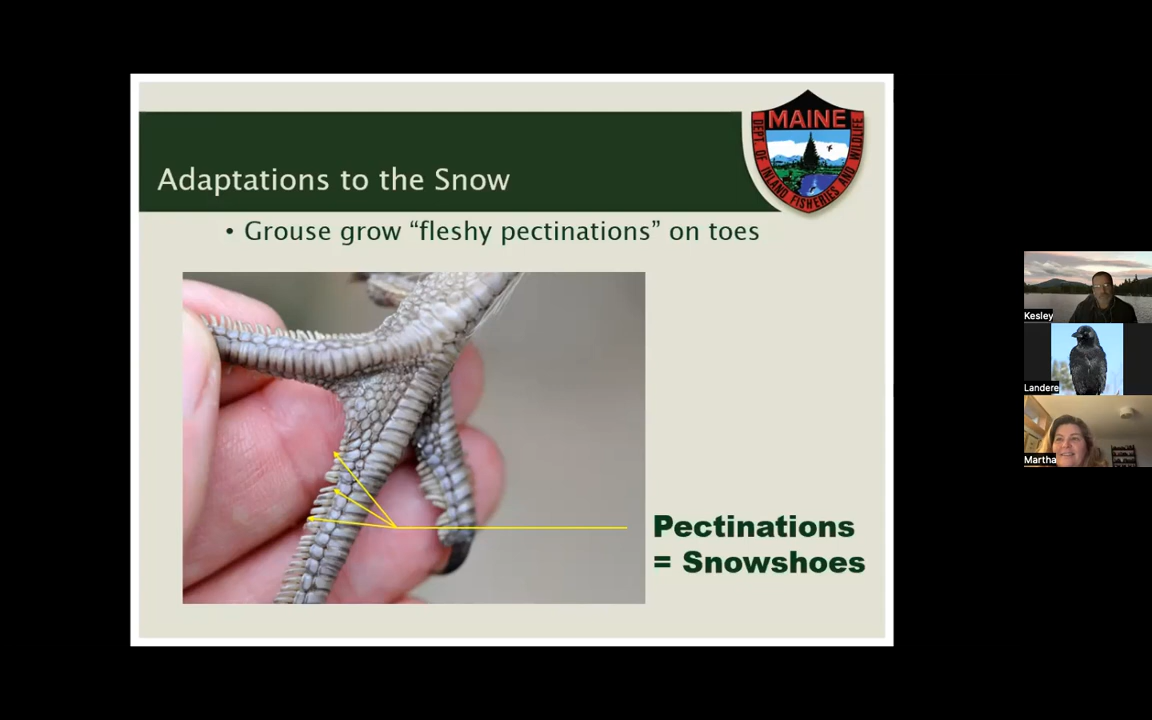 MAINE
DEPT. OF INLAND FISHERIES AND WILDLIFE
Adaptations to the Snow
• Grouse grow “fleshy pectinations” on toes
Pectinations
= Snowshoes
Kesley
Landere
Martha